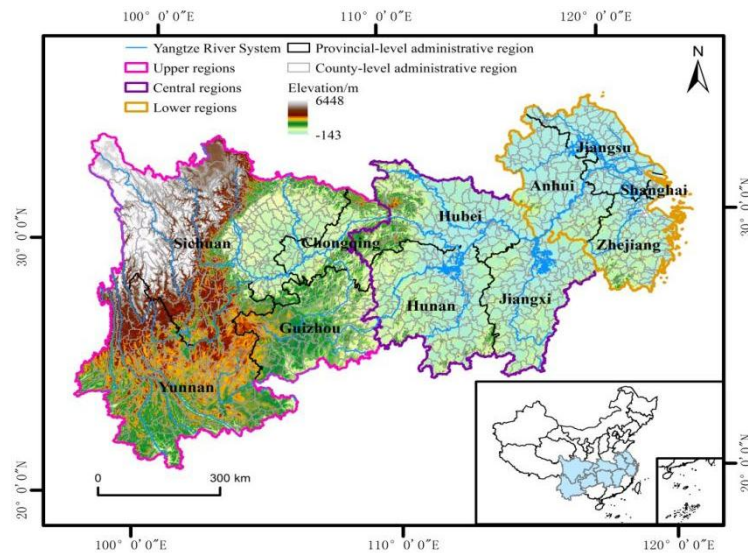 100° 0′0″N
110° 0′0″N
120° 0′0″N
Yangtze River System
Provincial-level administrative region
Upper regions
County-level administrative region
Central regions
Elevation/m
Lower regions
6448
-143
N
Jiangsu
Anhui
Shanghai
Hubei
Zhejiang
Sichuan
Chongqing
Hunan
Jiangxi
Guizhou
Yunnan
30° 0′0″N
30° 0′0″N
20° 0′0″N
20° 0′0″N
0
300 km
100° 0′0″N
110° 0′0″N
120° 0′0″N